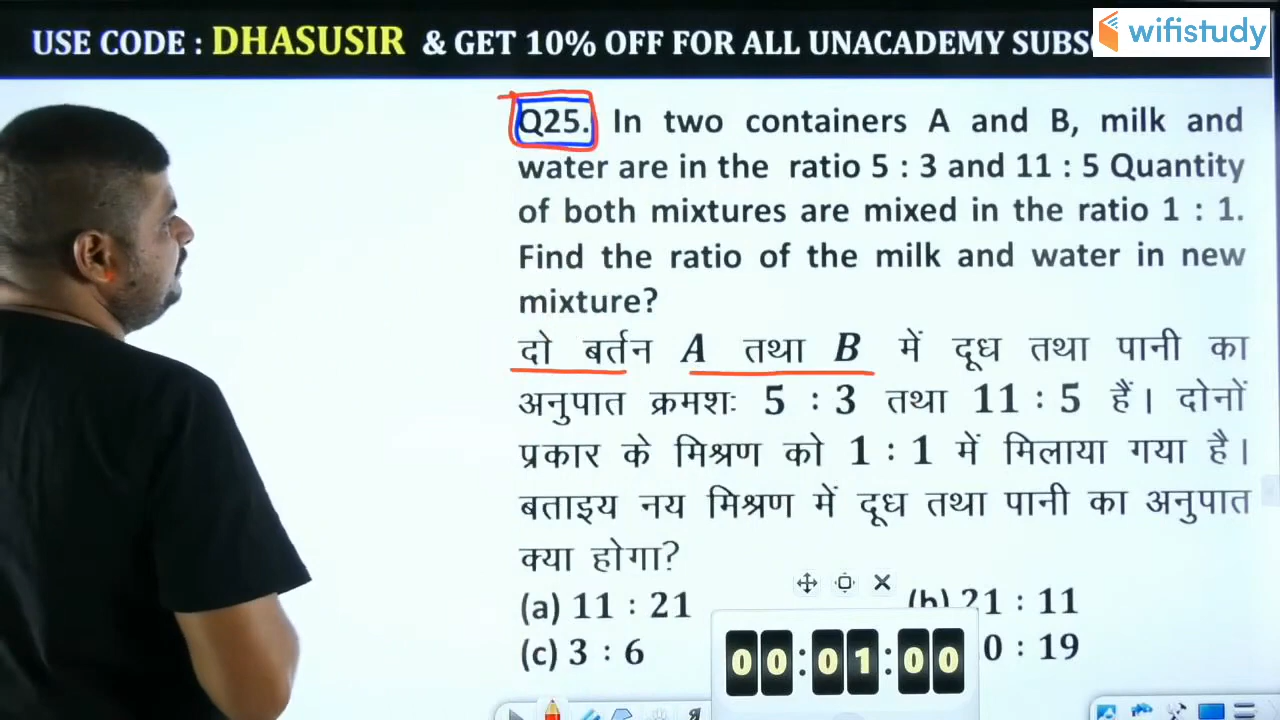 USE CODE : DHASUSIR & GET 10% OFF FOR ALL UNACADEMY
wifistudy
Q25. In two containers A and B, milk and
water are in the ratio 5 : 3 and 11 : 5 Quantity
of both mixtures are mixed in the ratio 1 : 1.
Find the ratio of the milk and water in new
mixture?
दो बर्तन A तथा B में दूध तथा पानी का
अनुपात क्रमशः 5 : 3 तथा 11 : 5 हैं। दोनों
प्रकार के मिश्रण को 1 : 1 में मिलाया गया है।
बताइय नय मिश्रण में दूध तथा पानी का अनुपात
क्या होगा?
(a) 11 : 21 (b) 21 : 11
(c) 3 : 6 0 : 19
00:01:00